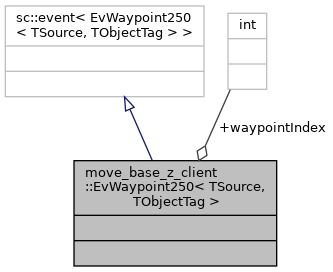 sc::event< EvWaypoint250
< TSource, TObjectTag > >
int
+waypointIndex
move_base_z_client
::EvWaypoint250< TSource,
TObjectTag >